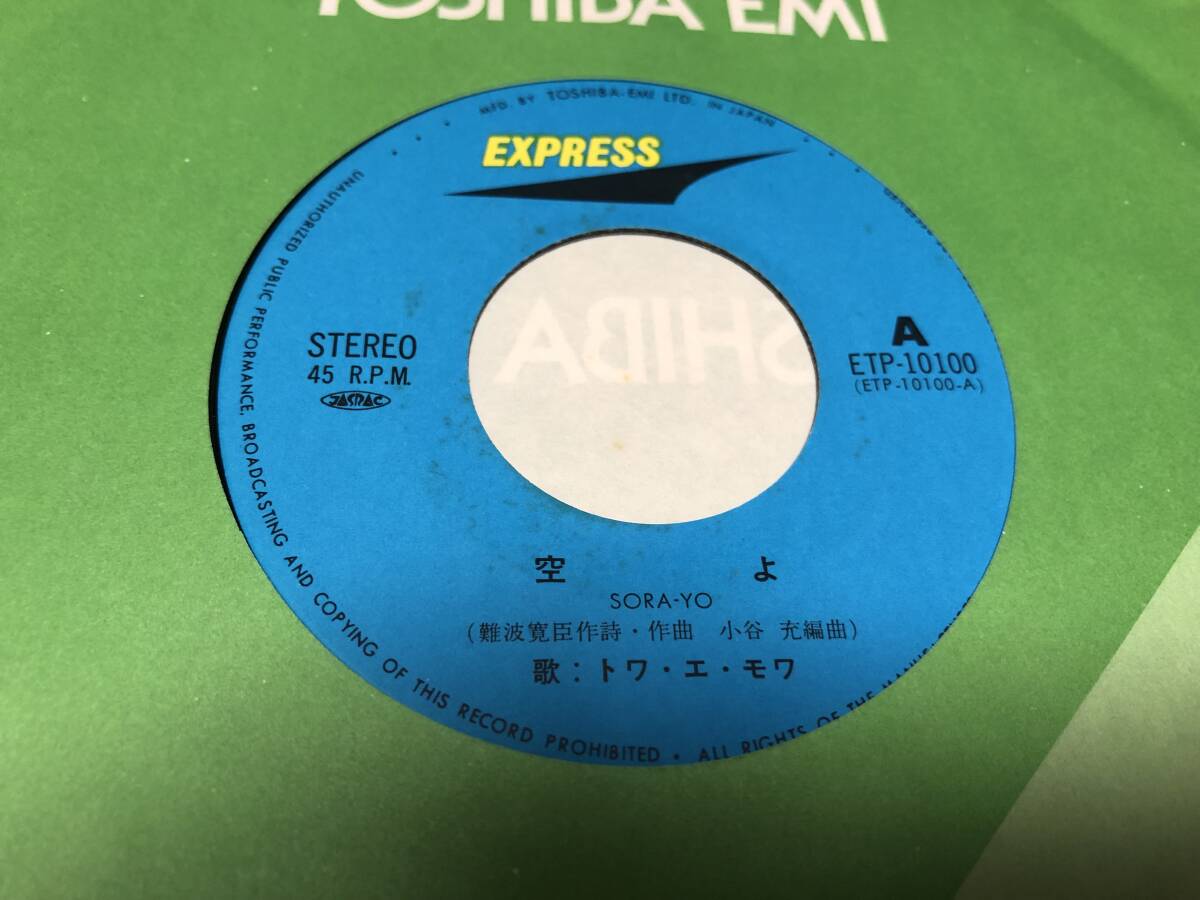 TOSHIBA EMI
MFD. BY TOSHIBA-EMI LTD. IN JAPAN
EXPRESS
STEREO
45 R.P.M.
JASRAC
A
ETP-10100
(ETP-10100-A)
SHIBA
空よ
SORA-YO
(難波寛臣作詩・作曲 小谷 充編曲)
歌:トワ・エ・モワ
UNAUTHORIZED PUBLIC PERFORMANCE, BROADCASTING AND COPYING OF THIS RECORD PROHIBITED • ALL RIGHTS OF THE